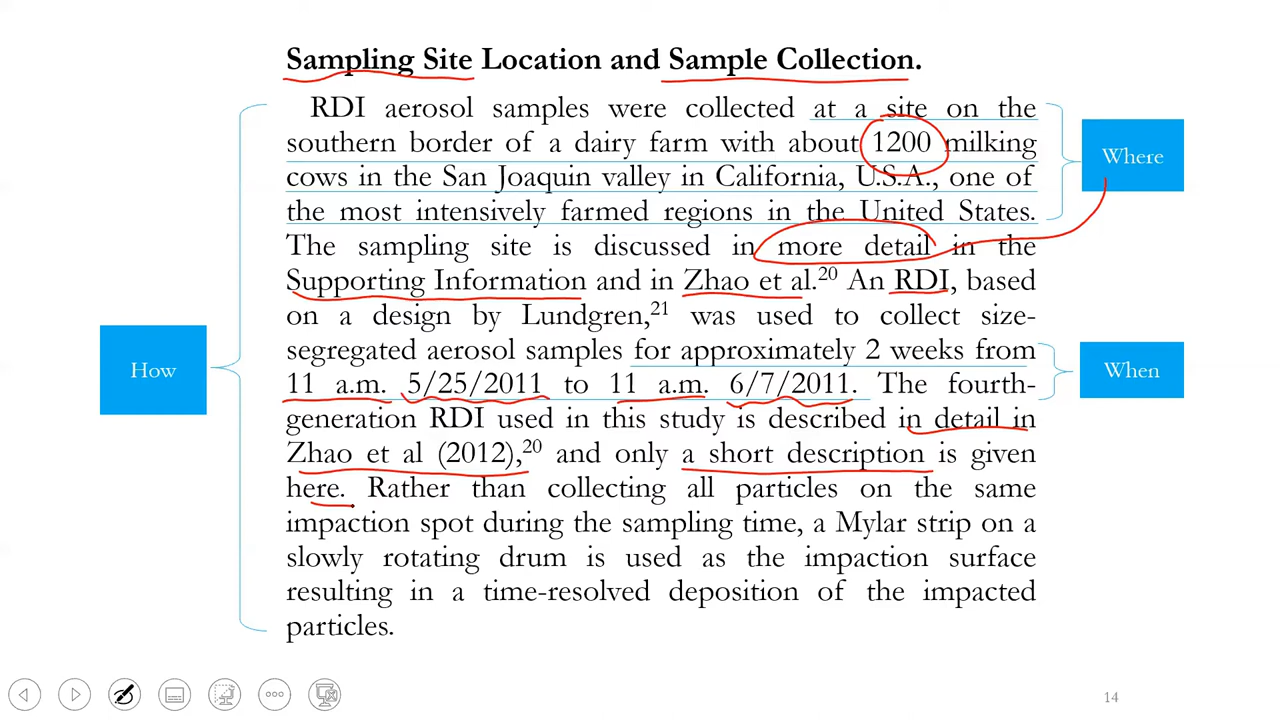 Sampling Site Location and Sample Collection.
RDI aerosol samples were collected at a site on the
southern border of a dairy farm with about 1200 milking
cows in the San Joaquin valley in California, U.S.A., one of
the most intensively farmed regions in the United States.
The sampling site is discussed in more detail in the
Supporting Information and in Zhao et al.20 An RDI, based
on a design by Lundgren,21 was used to collect size-
segregated aerosol samples for approximately 2 weeks from
11 a.m. 5/25/2011 to 11 a.m. 6/7/2011. The fourth-
generation RDI used in this study is described in detail in
Zhao et al (2012),20 and only a short description is given
here. Rather than collecting all particles on the same
impaction spot during the sampling time, a Mylar strip on a
slowly rotating drum is used as the impaction surface
resulting in a time-resolved deposition of the impacted
particles.
How
Where
When
14